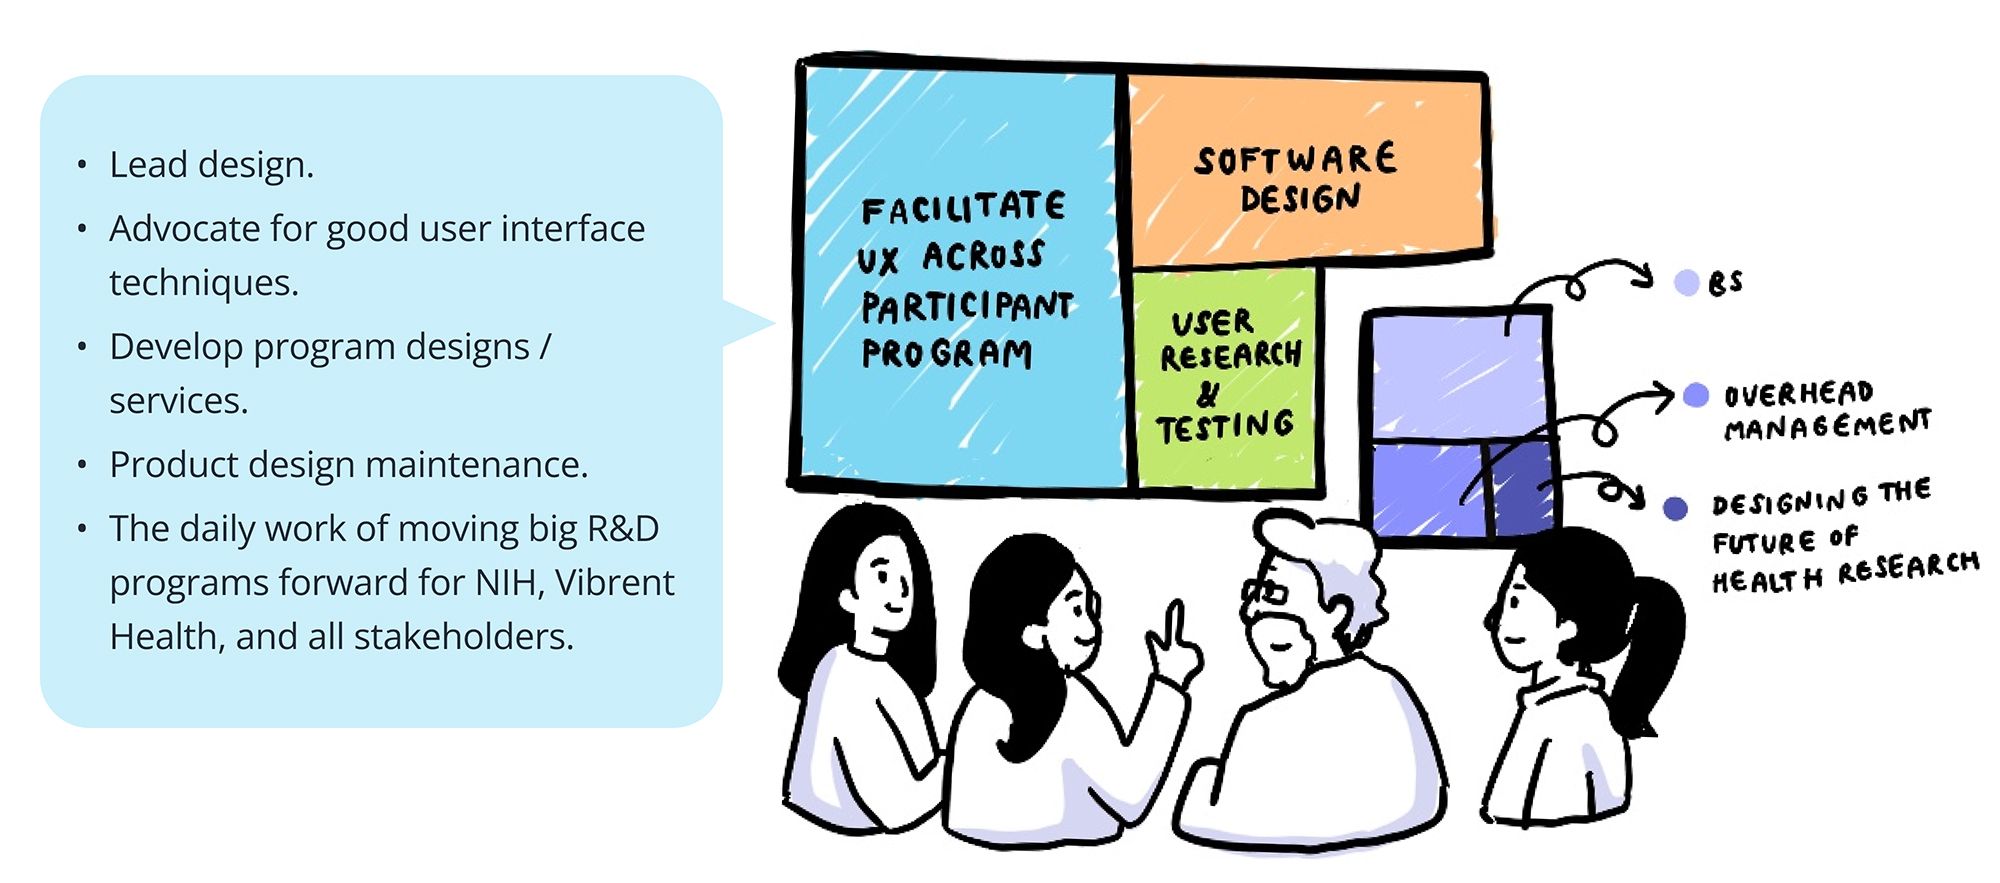 • Lead design.
• Advocate for good user interface
techniques.
• Develop program designs /
services.
• Product design maintenance.
• The daily work of moving big R&D
programs forward for NIH, Vibrent
Health, and all stakeholders.
FACILITATE
UX ACROSS
PARTICIPANT
PROGRAM
SOFTWARE
DESIGN
USER
RESEARCH
&
TESTING
BS
OVERHEAD
MANAGEMENT
DESIGNING THE
FUTURE OF
HEALTH RESEARCH